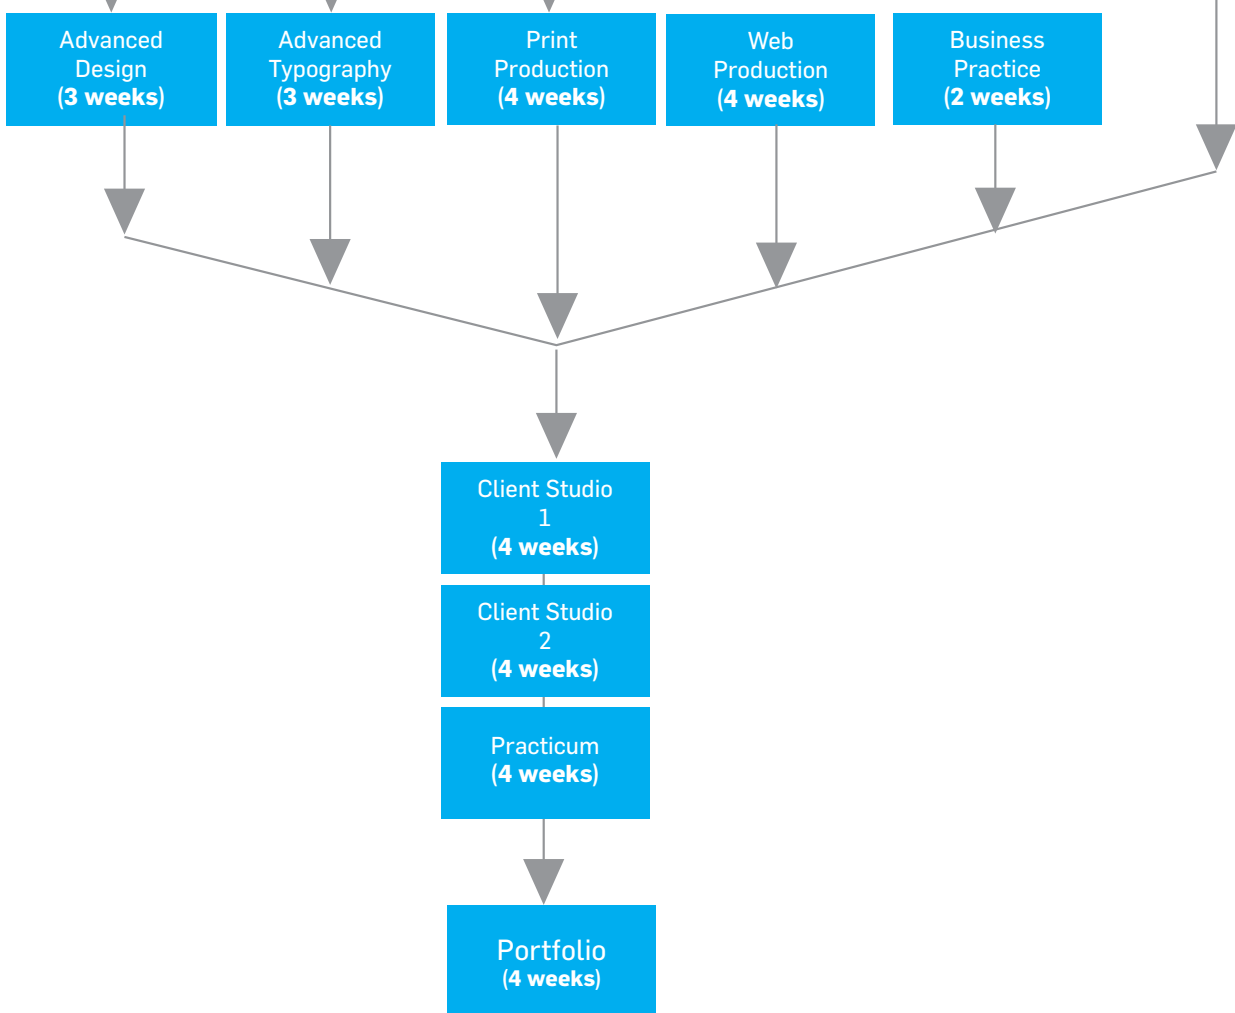 Advanced
Design
(3 weeks)
Advanced
Typography
(3 weeks)
Print
Production
(4 weeks)
Web
Production
(4 weeks)
Business
Practice
(2 weeks)
Client Studio
1
(4 weeks)
Client Studio
2
(4 weeks)
Practicum
(4 weeks)
Portfolio
(4 weeks)